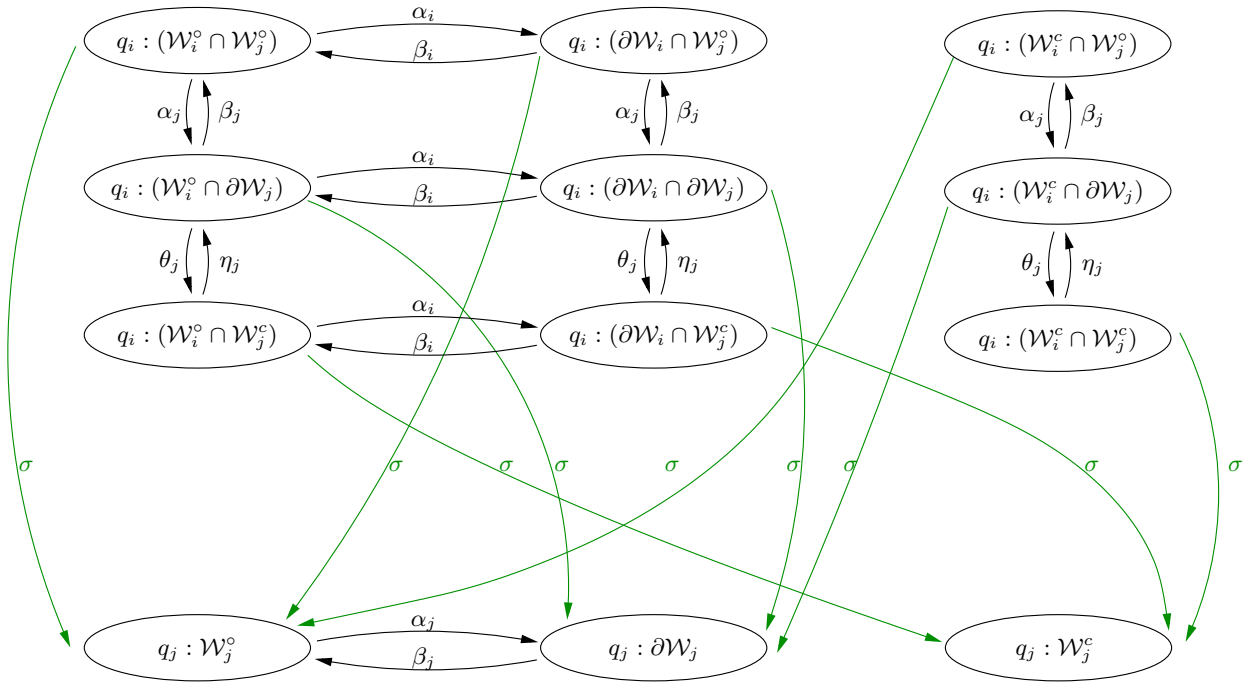 α_i
q_i : (𝒲_i^∘ ∩ 𝒲_j^∘) q_i : (∂𝒲_i ∩ 𝒲_j^∘) q_i : (𝒲_i^c ∩ 𝒲_j^∘)
β_i
α_j β_j α_j β_j α_j β_j
α_i
q_i : (𝒲_i^∘ ∩ ∂𝒲_j) q_i : (∂𝒲_i ∩ ∂𝒲_j) q_i : (𝒲_i^c ∩ ∂𝒲_j)
β_i
θ_j η_j θ_j η_j θ_j η_j
α_i
q_i : (𝒲_i^∘ ∩ 𝒲_j^c) q_i : (∂𝒲_i ∩ 𝒲_j^c) q_i : (𝒲_i^c ∩ 𝒲_j^c)
β_i
σ σ σ σ σ σ σ σ σ
α_j
q_j : 𝒲_j^∘ q_j : ∂𝒲_j q_j : 𝒲_j^c
β_j